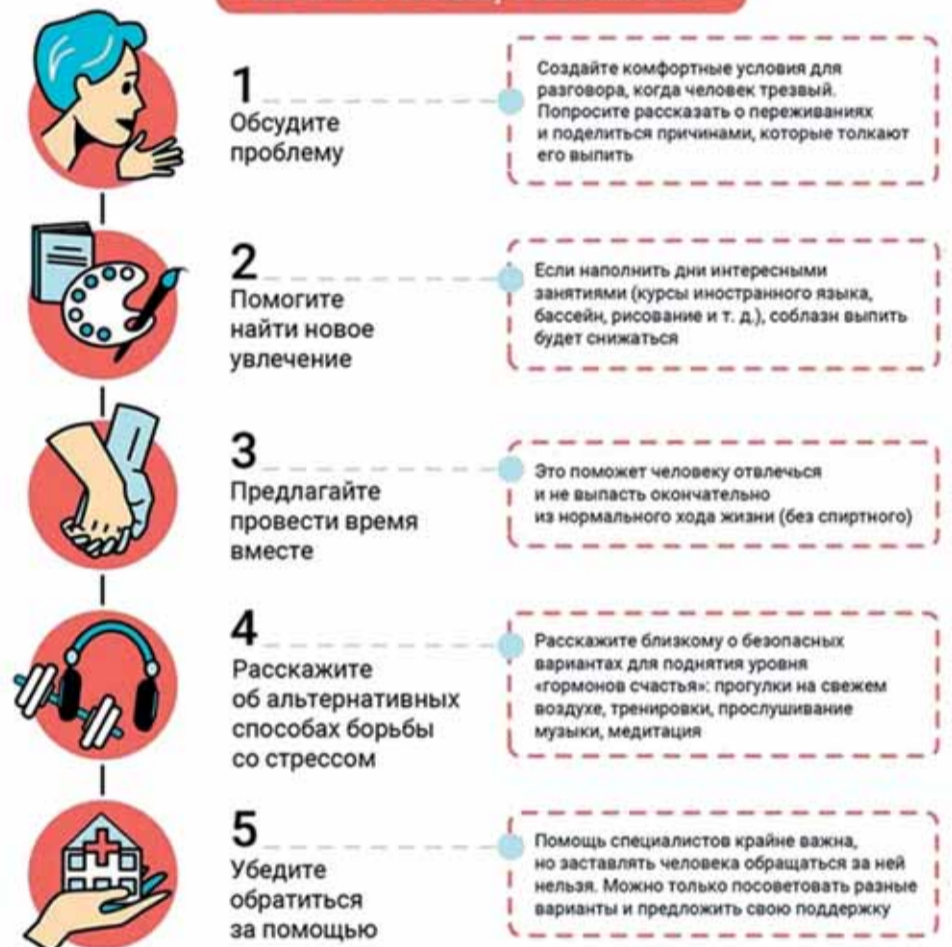 1
Обсудите
проблему
Создайте комфортные условия для
разговора, когда человек трезвый.
Попросите рассказать о переживаниях
и поделиться причинами, которые толкают
его выпить
2
Помогите
найти новое
увлечение
Если наполнить дни интересными
занятиями (курсы иностранного языка,
бассейн, рисование и т. д.), соблазн выпить
будет снижаться
3
Предлагайте
провести время
вместе
Это поможет человеку отвлечься
и не выпасть окончательно
из нормального хода жизни (без спиртного)
4
Расскажите
об альтернативных
способах борьбы
со стрессом
Расскажите близкому о безопасных
вариантах для поднятия уровня
«гормонов счастья»: прогулки на свежем
воздухе, тренировки, прослушивание
музыки, медитация
5
Убедите
обратиться
за помощью
Помощь специалистов крайне важна,
но заставлять человека обращаться за ней
нельзя. Можно только посоветовать разные
варианты и предложить свою поддержку